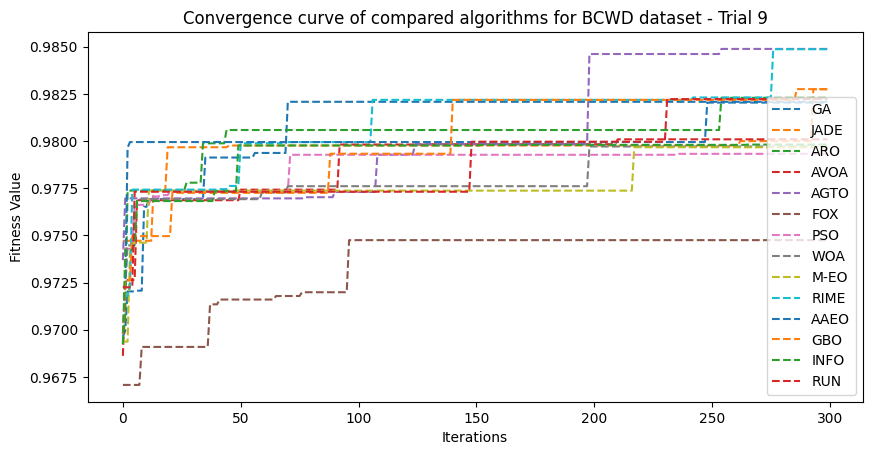 Convergence curve of compared algorithms for BCWD dataset - Trial 9
Fitness Value
0.9850
0.9825
0.9800
0.9775
0.9750
0.9725
0.9700
0.9675
GA
JADE
ARO
AVOA
AGTO
FOX
PSO
WOA
M-EO
RIME
AAEO
GBO
INFO
RUN
0 50 100 150 200 250 300
Iterations